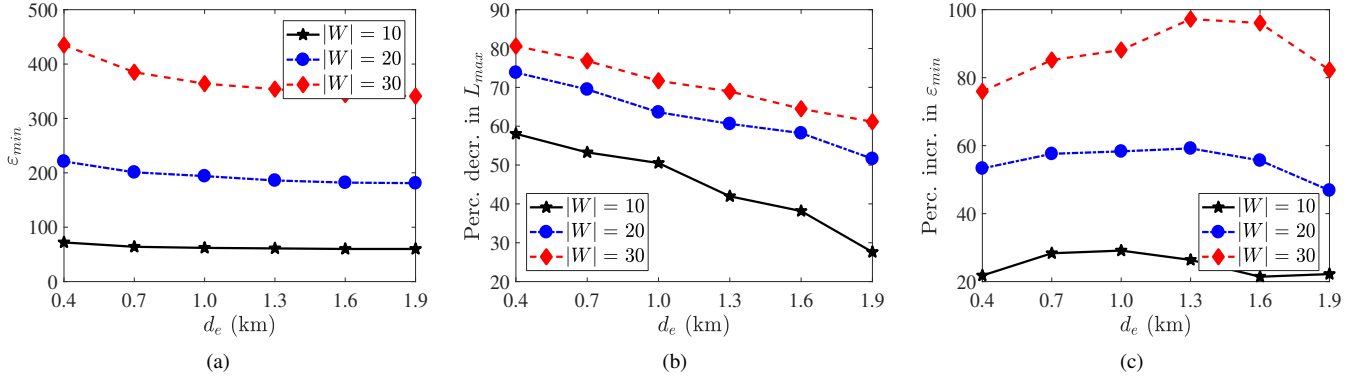 500
400
300
200
100
0
ε_min
|W| = 10
|W| = 20
|W| = 30
0.4 0.7 1.0 1.3 1.6 1.9
d_e (km)
(a)
90
80
70
60
50
40
30
20
Perc. decr. in L_max
|W| = 10
|W| = 20
|W| = 30
0.4 0.7 1.0 1.3 1.6 1.9
d_e (km)
(b)
100
80
60
40
20
Perc. incr. in ε_min
|W| = 10
|W| = 20
|W| = 30
0.4 0.7 1.0 1.3 1.6 1.9
d_e (km)
(c)